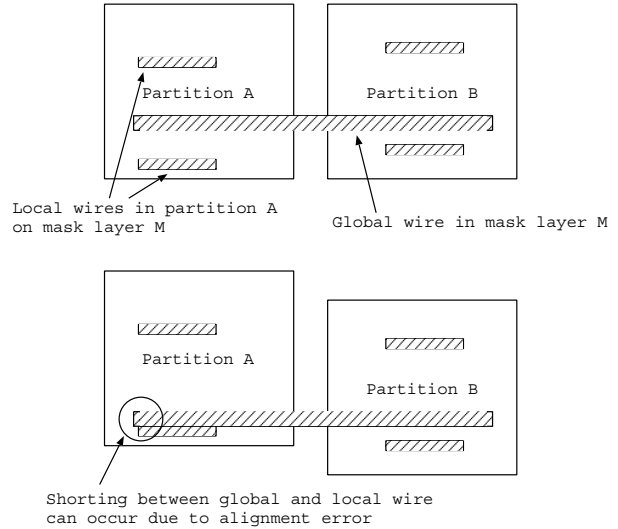 Partition A
Partition B
Local wires in partition A
on mask layer M
Global wire in mask layer M
Partition A
Partition B
Shorting between global and local wire
can occur due to alignment error